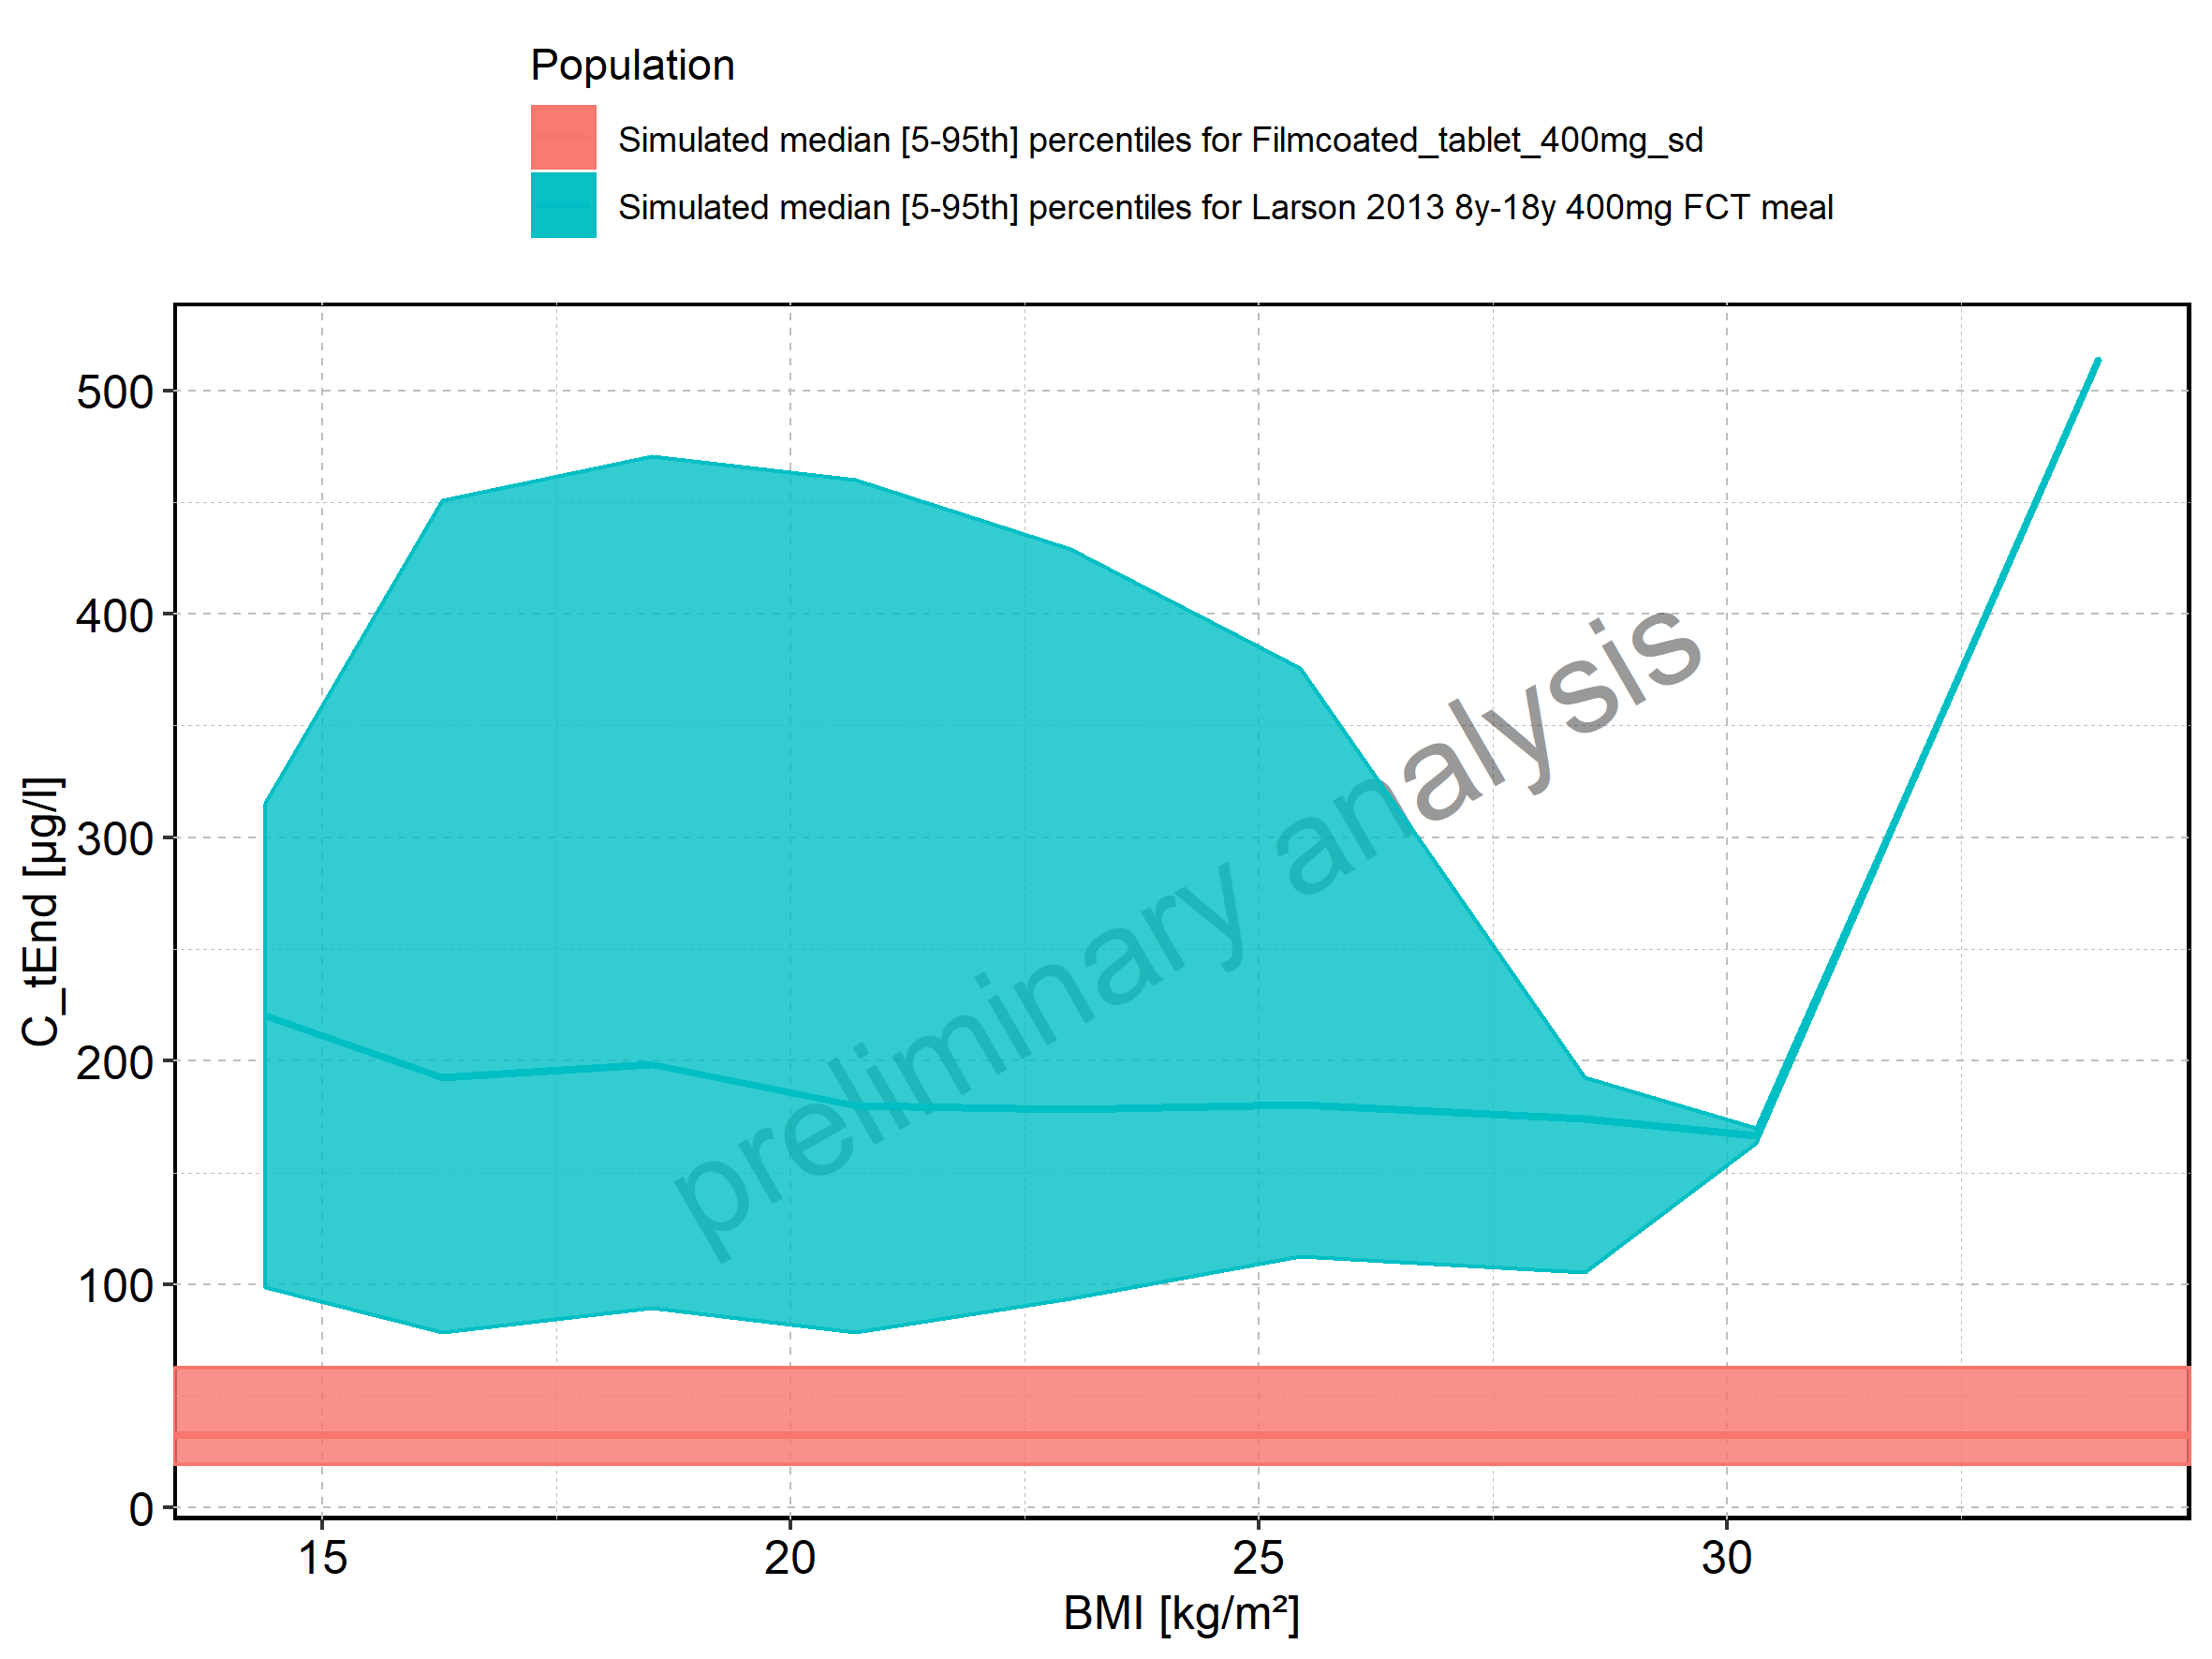 Population
Simulated median [5-95th] percentiles for Filmcoated_tablet_400mg_sd
Simulated median [5-95th] percentiles for Larson 2013 8y-18y 400mg FCT meal
C_tEnd [µg/l]
500
400
300
200
100
0
preliminary analysis
15 20 25 30
BMI [kg/m²]